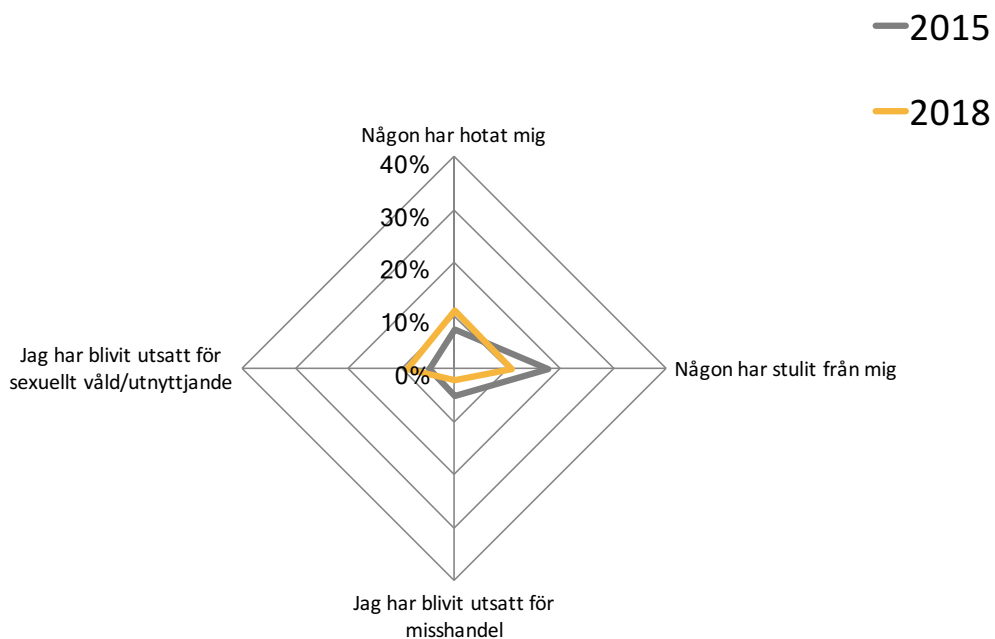 2015
2018
Någon har hotat mig
40%
30%
20%
10%
0%
Jag har blivit utsatt för
sexuellt våld/utnyttjande
Någon har stulit från mig
Jag har blivit utsatt för
misshandel